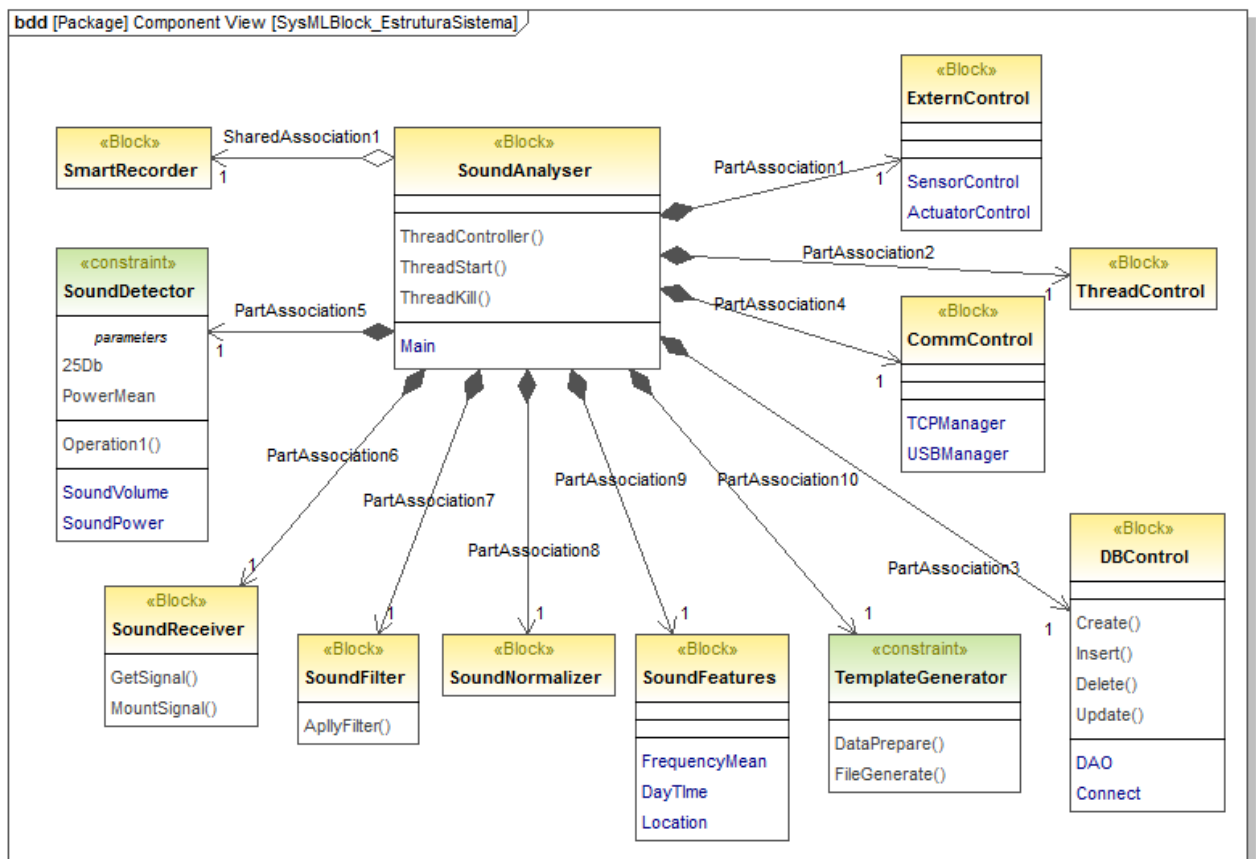 bdd [Package] Component View [SysMLBlock_EstruturaSistema]
«Block»
SmartRecorder
SharedAssociation1
1
«Block»
SoundAnalyser
ThreadController()
ThreadStart()
ThreadKill()
Main
PartAssociation1
1
«Block»
ExternControl
SensorControl
ActuatorControl
PartAssociation2
1
«Block»
ThreadControl
PartAssociation4
1
«Block»
CommControl
TCPManager
USBManager
«constraint»
SoundDetector
parameters
25Db
PowerMean
Operation1()
SoundVolume
SoundPower
PartAssociation5
1
PartAssociation6
1
«Block»
SoundReceiver
GetSignal()
MountSignal()
PartAssociation7
1
«Block»
SoundFilter
ApllyFilter()
PartAssociation8
1
«Block»
SoundNormalizer
PartAssociation9
1
«Block»
SoundFeatures
FrequencyMean
DayTIme
Location
PartAssociation10
1
«constraint»
TemplateGenerator
DataPrepare()
FileGenerate()
PartAssociation3
1
«Block»
DBControl
Create()
Insert()
Delete()
Update()
DAO
Connect